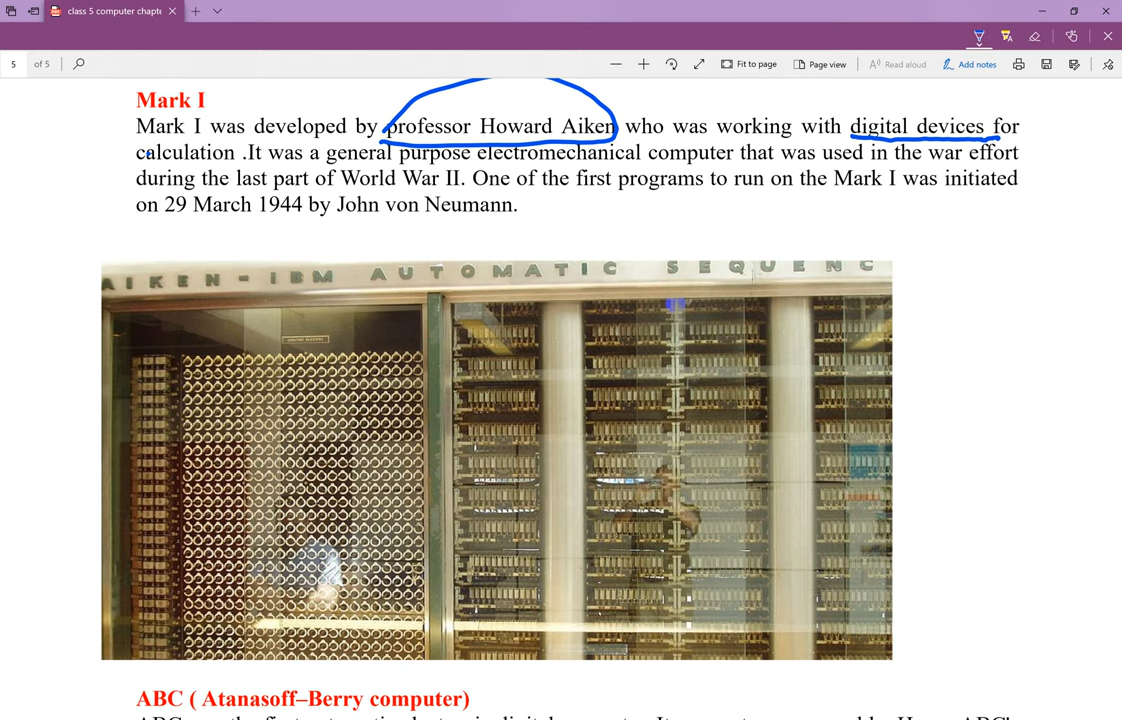 class 5 computer chapte
5 of 5
Fit to page
Page view
Read aloud
Add notes
Mark I
Mark I was developed by professor Howard Aiken who was working with digital devices for
calculation .It was a general purpose electromechanical computer that was used in the war effort
during the last part of World War II. One of the first programs to run on the Mark I was initiated
on 29 March 1944 by John von Neumann.
AIKEN - IBM AUTOMATIC SEQUENC
ABC ( Atanasoff–Berry computer)